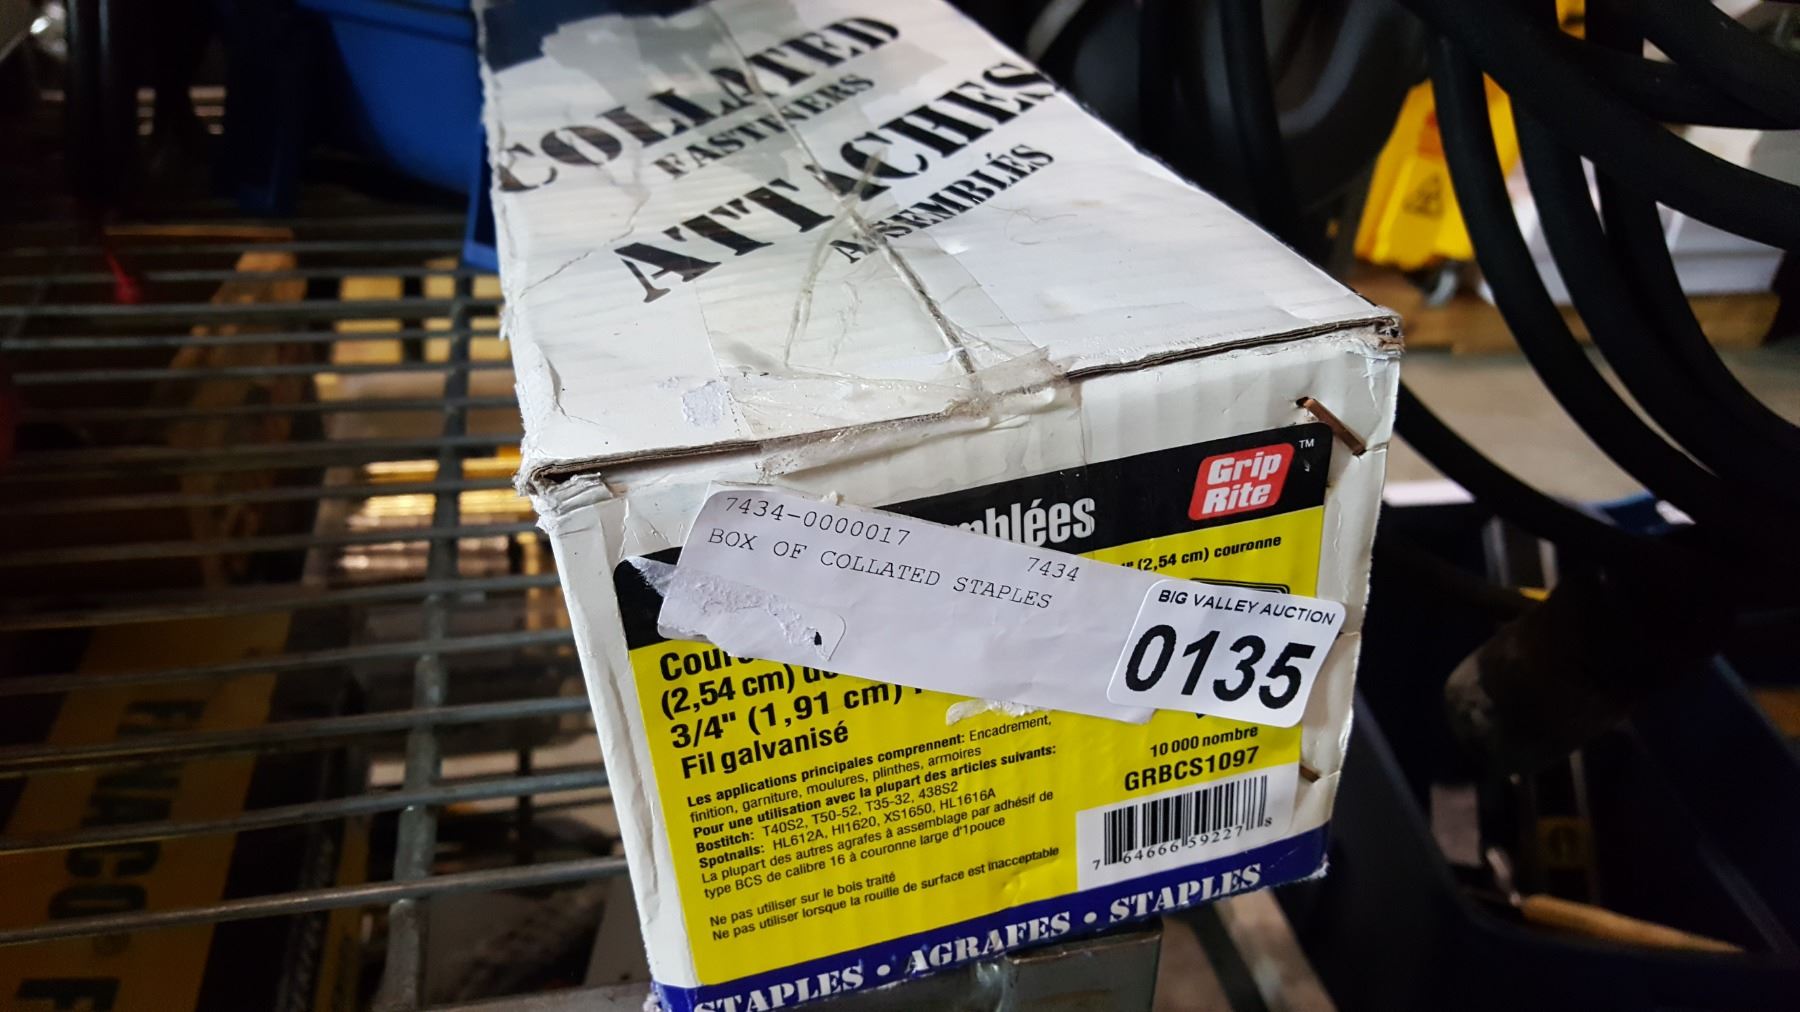 COLLATED
FASTENERS
ATTACHES
ASSEMBLÉS
Grip
Rite
TM
7434-0000017
7434
BOX OF COLLATED STAPLES
(2,54 cm) couronne
BIG VALLEY AUCTION
0135
(2,54 cm)
3/4" (1,91 cm)
Fil galvanisé
Les applications principales comprennent: Encadrement,
finition, garniture, moulures, plinthes, armoires
Pour une utilisation avec la plupart des articles suivants:
Bostitch: T40S2, T50-52, T35-32, 438S2
Spotnails: HL612A, HI1620, XS1650, HL1616A
La plupart des autres agrafes à assemblage par adhésif de
type BCS de calibre 16 à couronne large d'1pouce
Ne pas utiliser sur le bois traité
Ne pas utiliser lorsque la rouille de surface est inacceptable
10 000 nombre
GRBCS1097
7 64666 59227 8
STAPLES • AGRAFES • STAPLES
FINACO